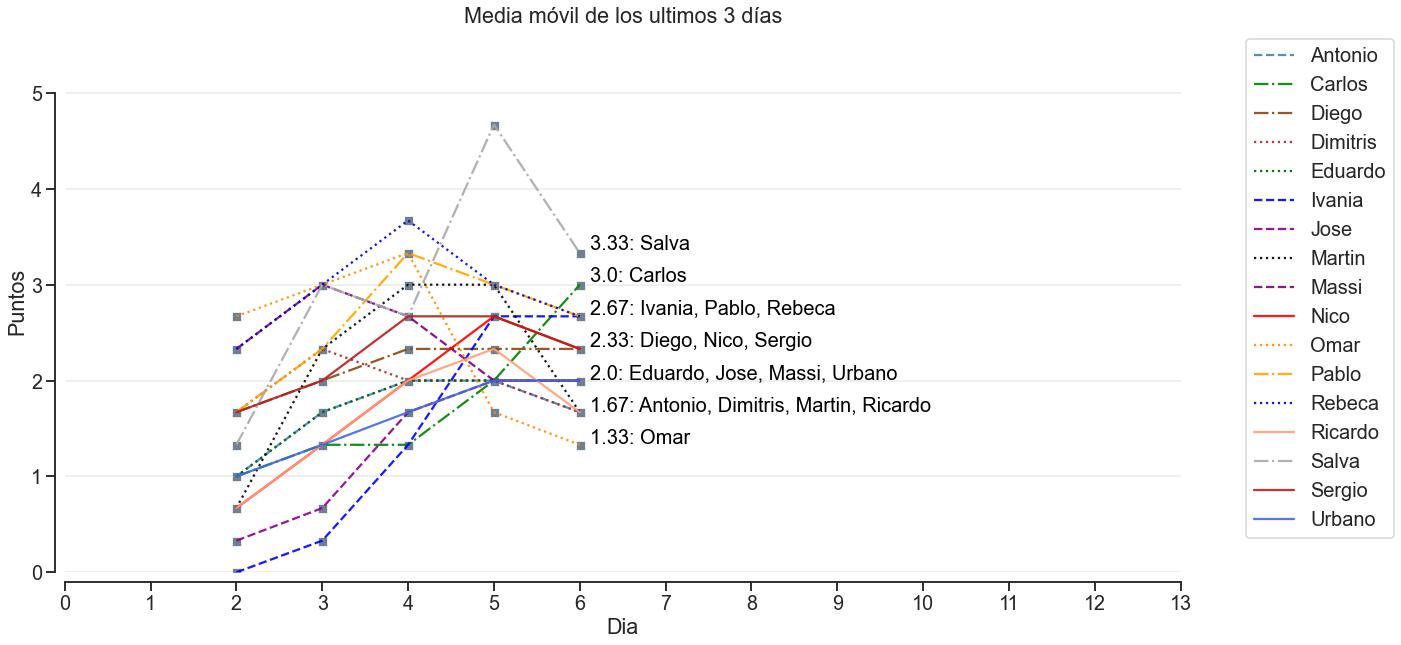 Media móvil de los ultimos 3 días
Puntos
5
4
3
2
1
0
3.33: Salva
3.0: Carlos
2.67: Ivania, Pablo, Rebeca
2.33: Diego, Nico, Sergio
2.0: Eduardo, Jose, Massi, Urbano
1.67: Antonio, Dimitris, Martin, Ricardo
1.33: Omar
0 1 2 3 4 5 6 7 8 9 10 11 12 13
Dia
Antonio
Carlos
Diego
Dimitris
Eduardo
Ivania
Jose
Martin
Massi
Nico
Omar
Pablo
Rebeca
Ricardo
Salva
Sergio
Urbano